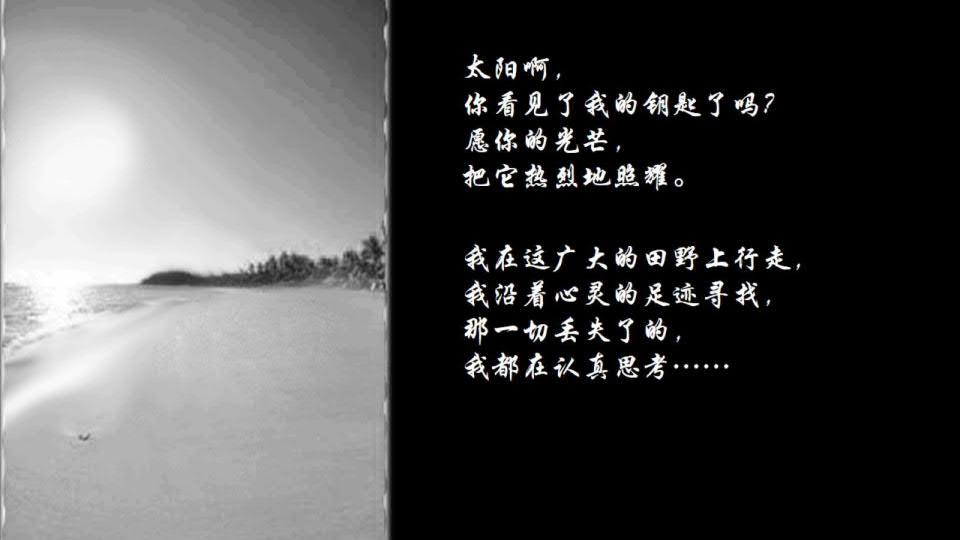 太阳啊，
你看见了我的钥匙了吗？
愿你的光芒，
把它热烈地照耀。
我在这广大的田野上行走，
我沿着心灵的足迹寻找，
那一切丢失了的，
我都在认真思考……